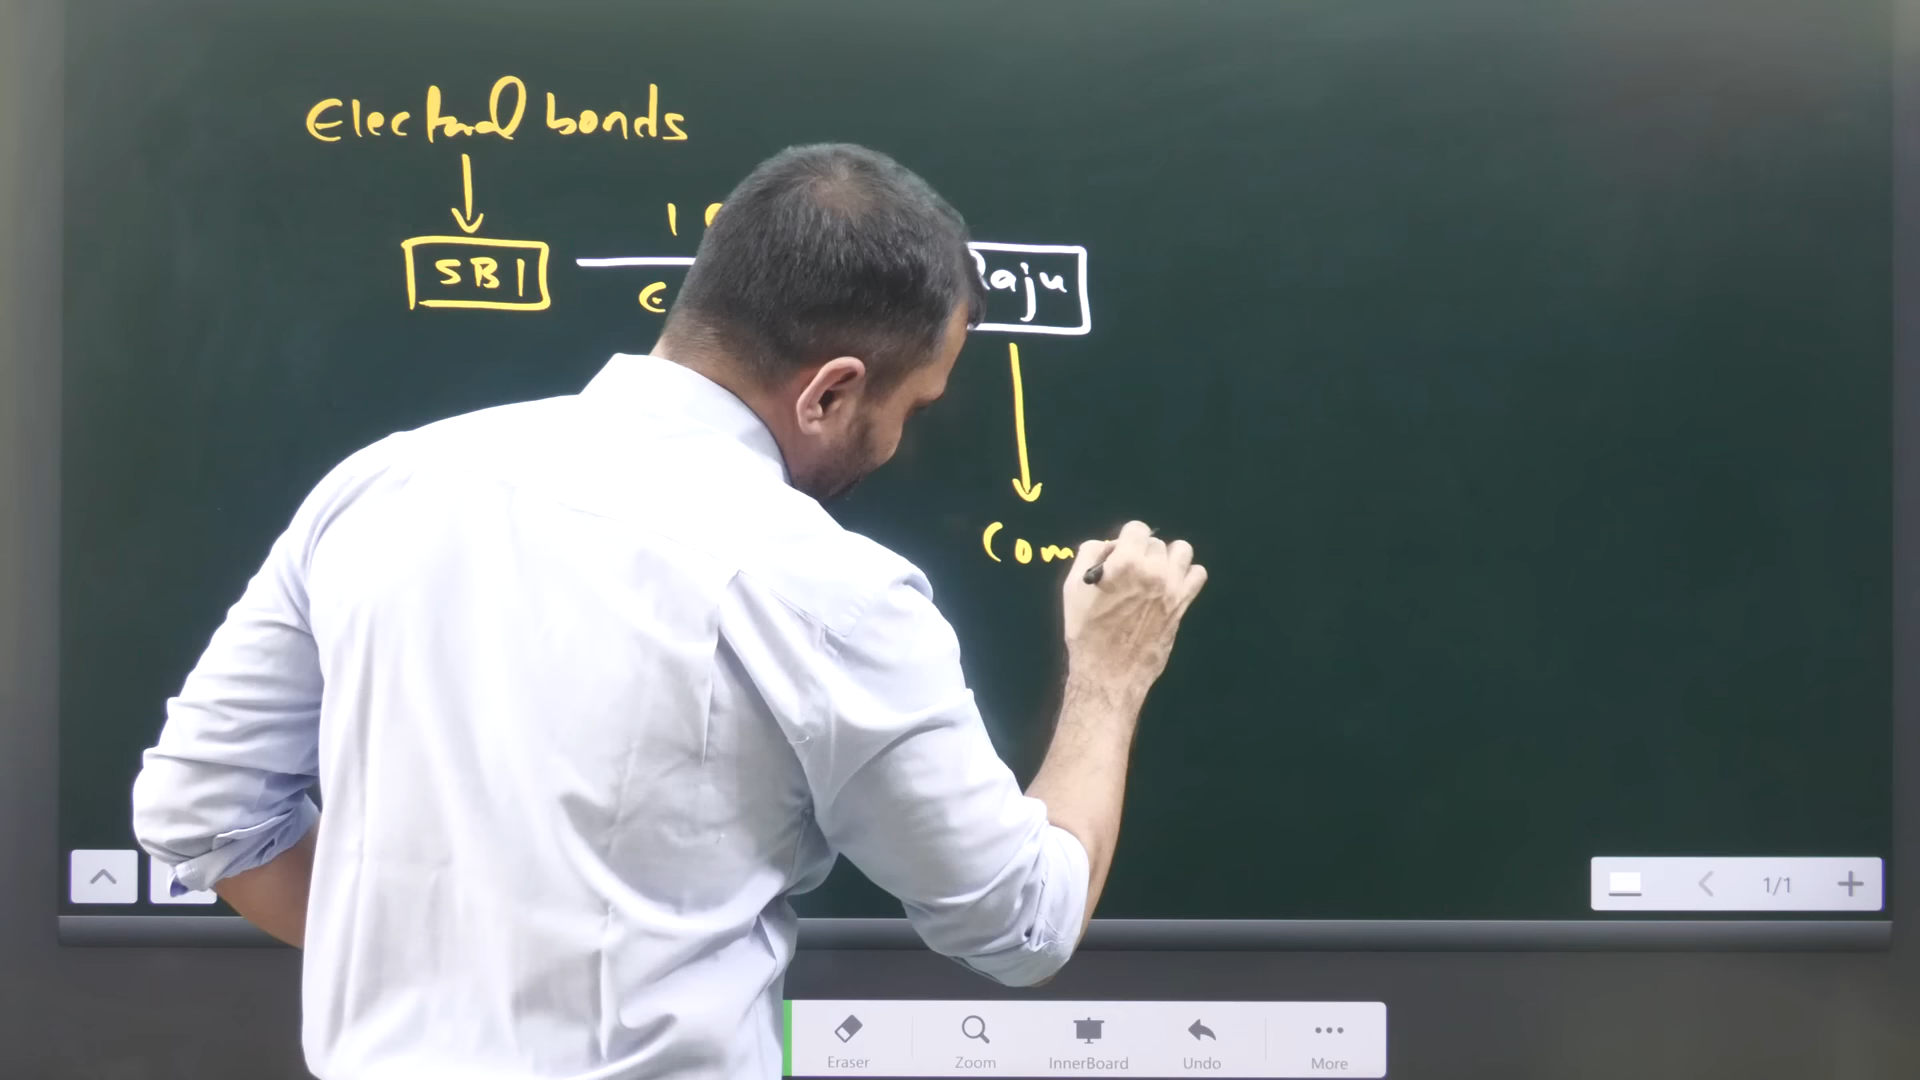 Electoral bonds
SBI
Raju
Com
1/1
Eraser
Zoom
InnerBoard
Undo
More